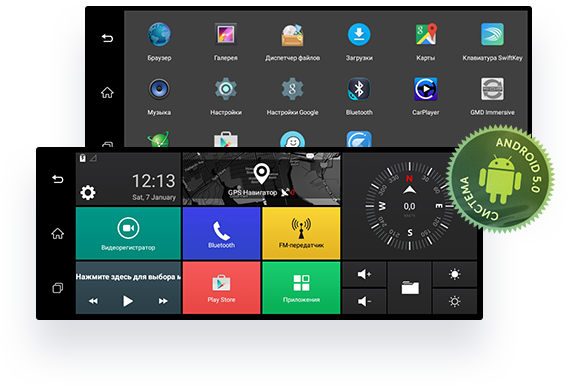 Браузер
Галерея
Диспетчер файлов
Загрузки
Карты
Клавиатура SwiftKey
Музыка
Настройки
Настройки Google
Bluetooth
CarPlayer
GMD Immersive
12:13
Sat, 7 January
GPS Навигатор
N
W
E
S
0,0
Видеорегистратор
Bluetooth
FM-передатчик
Нажмите здесь для выбора м
Play Store
Приложения
ANDROID 5.0
СИСТЕМА